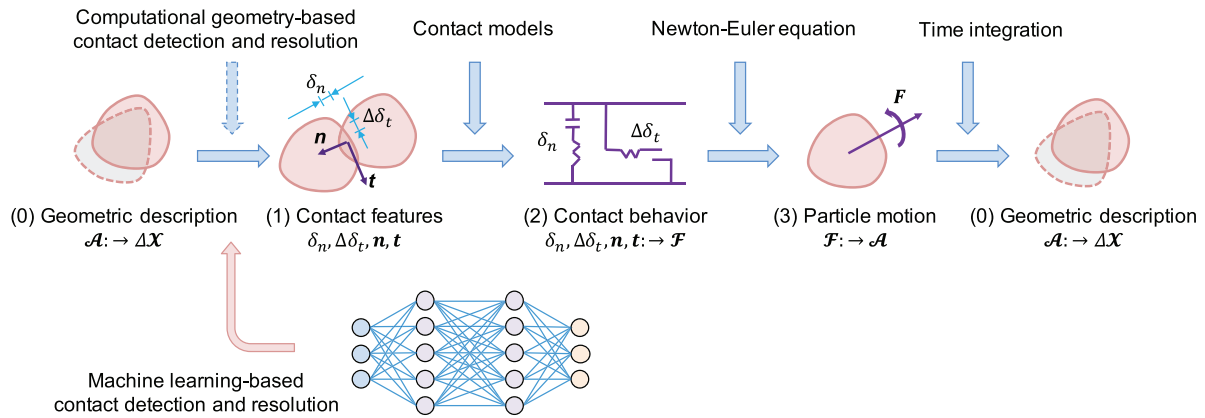 Computational geometry-based
contact detection and resolution
Contact models
Newton-Euler equation
Time integration
δₙ
Δδₜ
n
t
δₙ
Δδₜ
F
(0) Geometric description
𝓐: → Δ𝓧
(1) Contact features
δₙ, Δδₜ, n, t
(2) Contact behavior
δₙ, Δδₜ, n, t: → 𝓕
(3) Particle motion
𝓕: → 𝓐
(0) Geometric description
𝓐: → Δ𝓧
Machine learning-based
contact detection and resolution